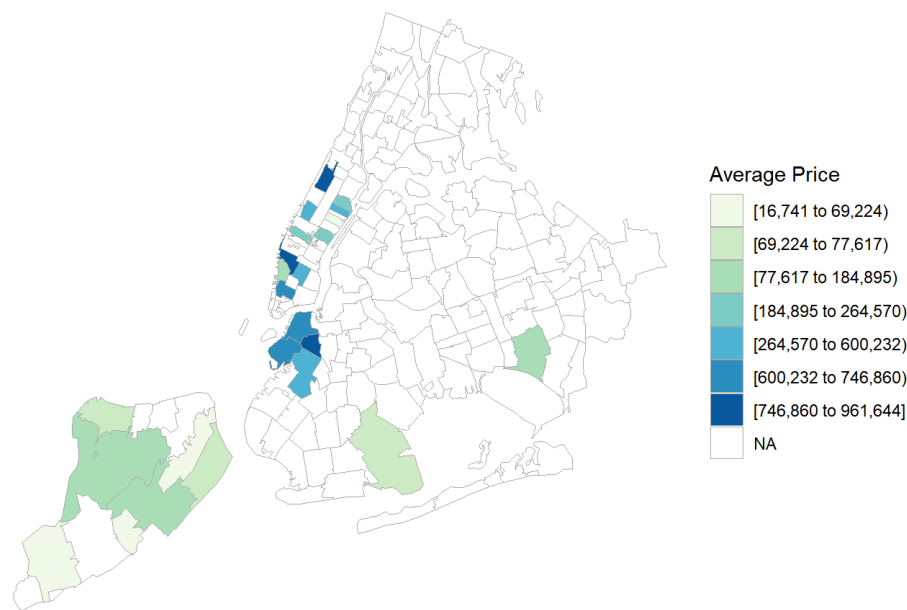 Average Price
[16,741 to 69,224)
[69,224 to 77,617)
[77,617 to 184,895)
[184,895 to 264,570)
[264,570 to 600,232)
[600,232 to 746,860)
[746,860 to 961,644]
NA